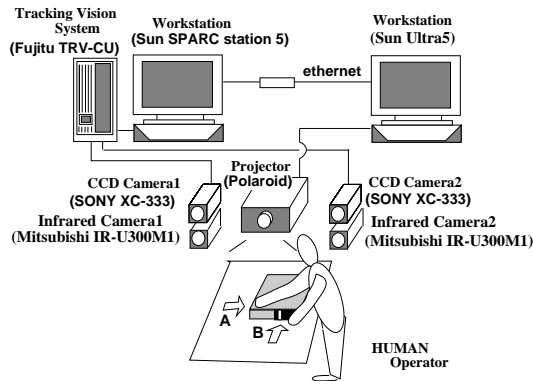 Tracking Vision
System
(Fujitu TRV-CU)
Workstation
(Sun SPARC station 5)
Workstation
(Sun Ultra5)
ethernet
CCD Camera1
(SONY XC-333)
Infrared Camera1
(Mitsubishi IR-U300M1)
Projector
(Polaroid)
CCD Camera2
(SONY XC-333)
Infrared Camera2
(Mitsubishi IR-U300M1)
A
B
HUMAN
Operator